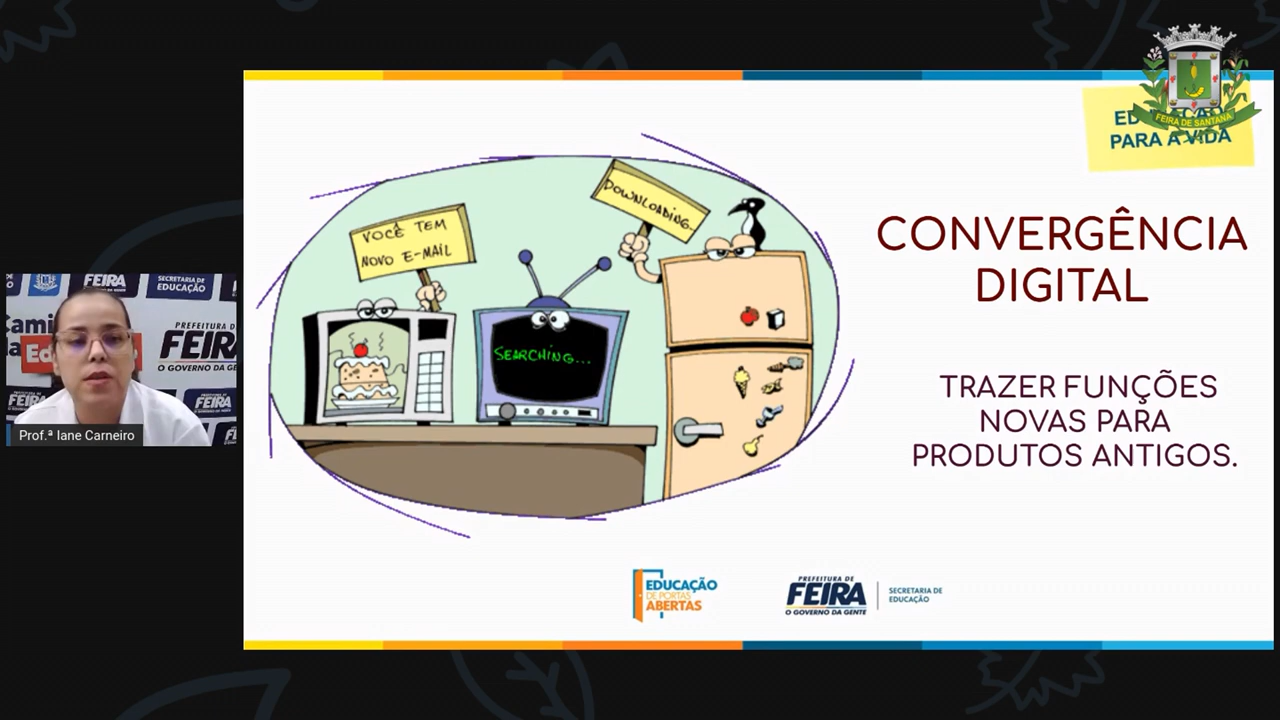 FEIRA DE SANTANA
EDUCAÇÃO
PARA A VIDA
CONVERGÊNCIA
DIGITAL
TRAZER FUNÇÕES
NOVAS PARA
PRODUTOS ANTIGOS.
VOCÊ TEM
NOVO E-MAIL
DOWNLOADING...
SEARCHING...
FEIRA
SECRETARIA DE
EDUCAÇÃO
PREFEITURA DE
FEIRA
O GOVERNO DA GENTE
Prof.ª Iane Carneiro
EDUCAÇÃO
DE PORTAS
ABERTAS
PREFEITURA DE
FEIRA
O GOVERNO DA GENTE
SECRETARIA DE
EDUCAÇÃO